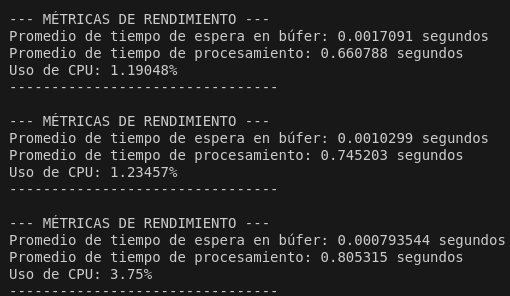 --- MÉTRICAS DE RENDIMIENTO ---
Promedio de tiempo de espera en búfer: 0.0017091 segundos
Promedio de tiempo de procesamiento: 0.660788 segundos
Uso de CPU: 1.19048%
--------------------------------
--- MÉTRICAS DE RENDIMIENTO ---
Promedio de tiempo de espera en búfer: 0.0010299 segundos
Promedio de tiempo de procesamiento: 0.745203 segundos
Uso de CPU: 1.23457%
--------------------------------
--- MÉTRICAS DE RENDIMIENTO ---
Promedio de tiempo de espera en búfer: 0.000793544 segundos
Promedio de tiempo de procesamiento: 0.805315 segundos
Uso de CPU: 3.75%
--------------------------------